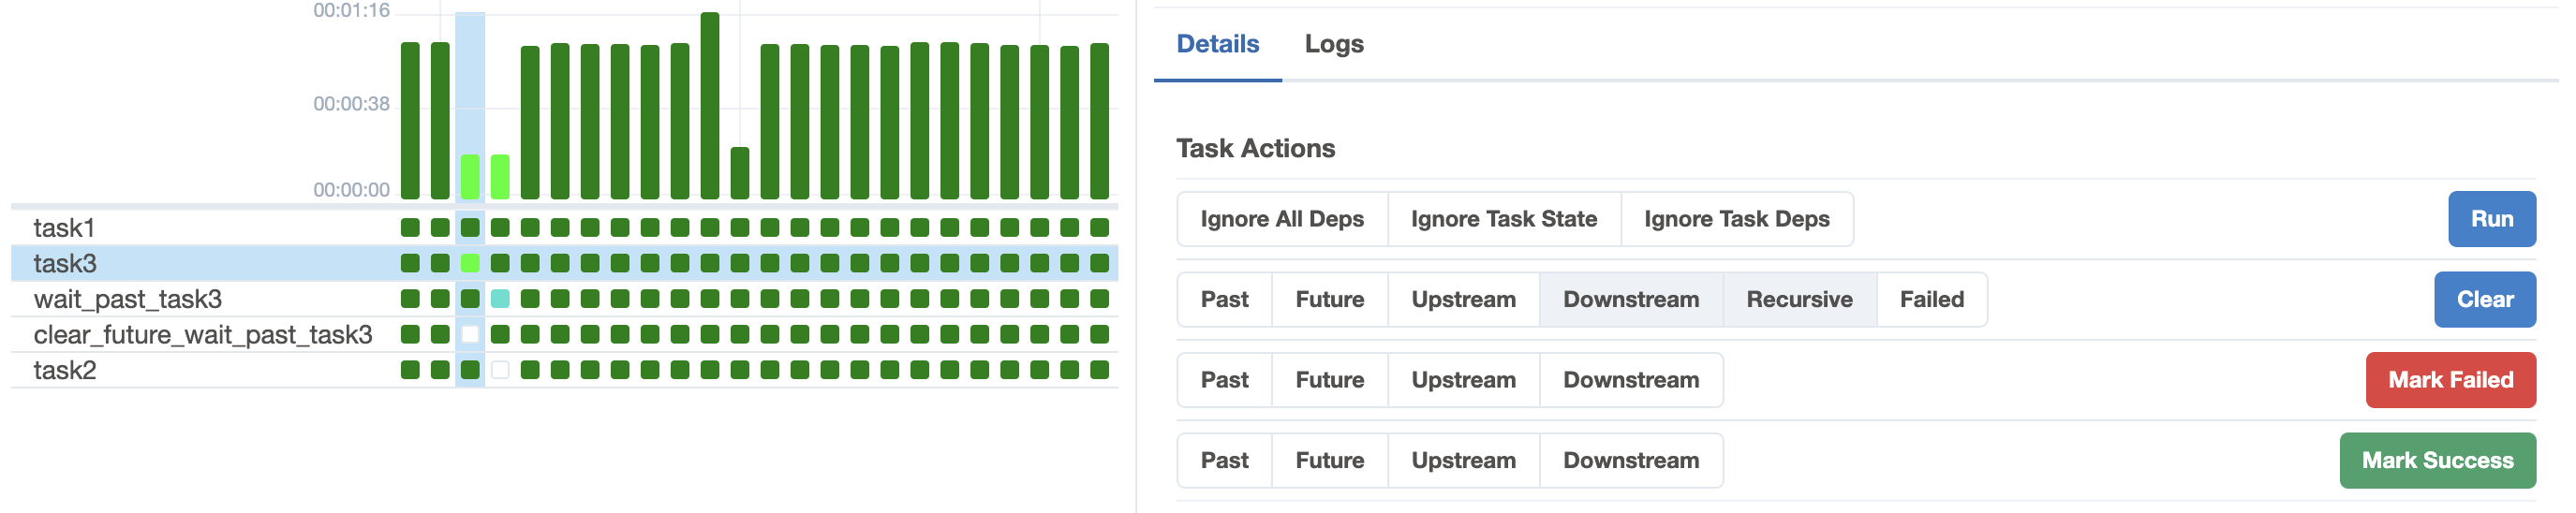 00:01:16
00:00:38
00:00:00
task1
task3
wait_past_task3
clear_future_wait_past_task3
task2
Details Logs
Task Actions
Ignore All Deps Ignore Task State Ignore Task Deps Run
Past Future Upstream Downstream Recursive Failed Clear
Past Future Upstream Downstream Mark Failed
Past Future Upstream Downstream Mark Success